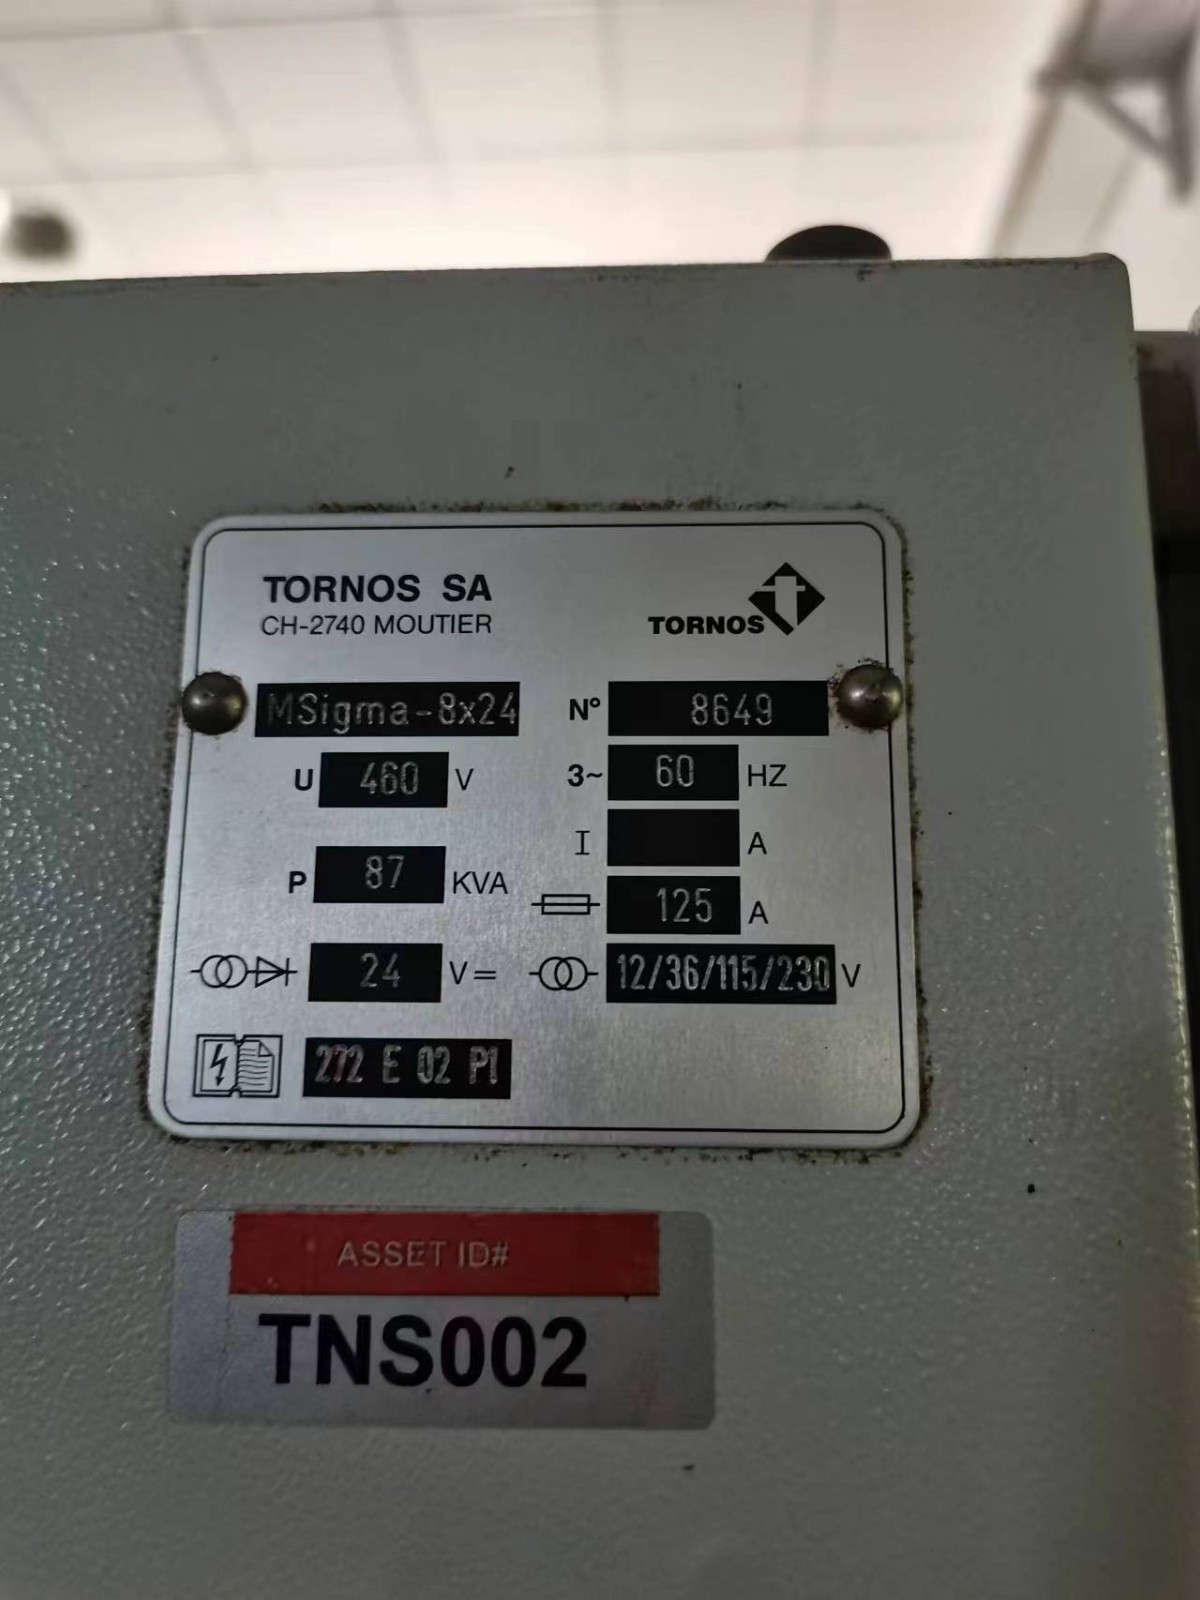 TORNOS SA
CH-2740 MOUTIER
TORNOS
MSigma-8x24
N° 8649
U 460 V
3~ 60 HZ
I A
P 87 KVA
125 A
24 V=
12/36/115/230 V
272 E 02 P1
ASSET ID#
TNS002